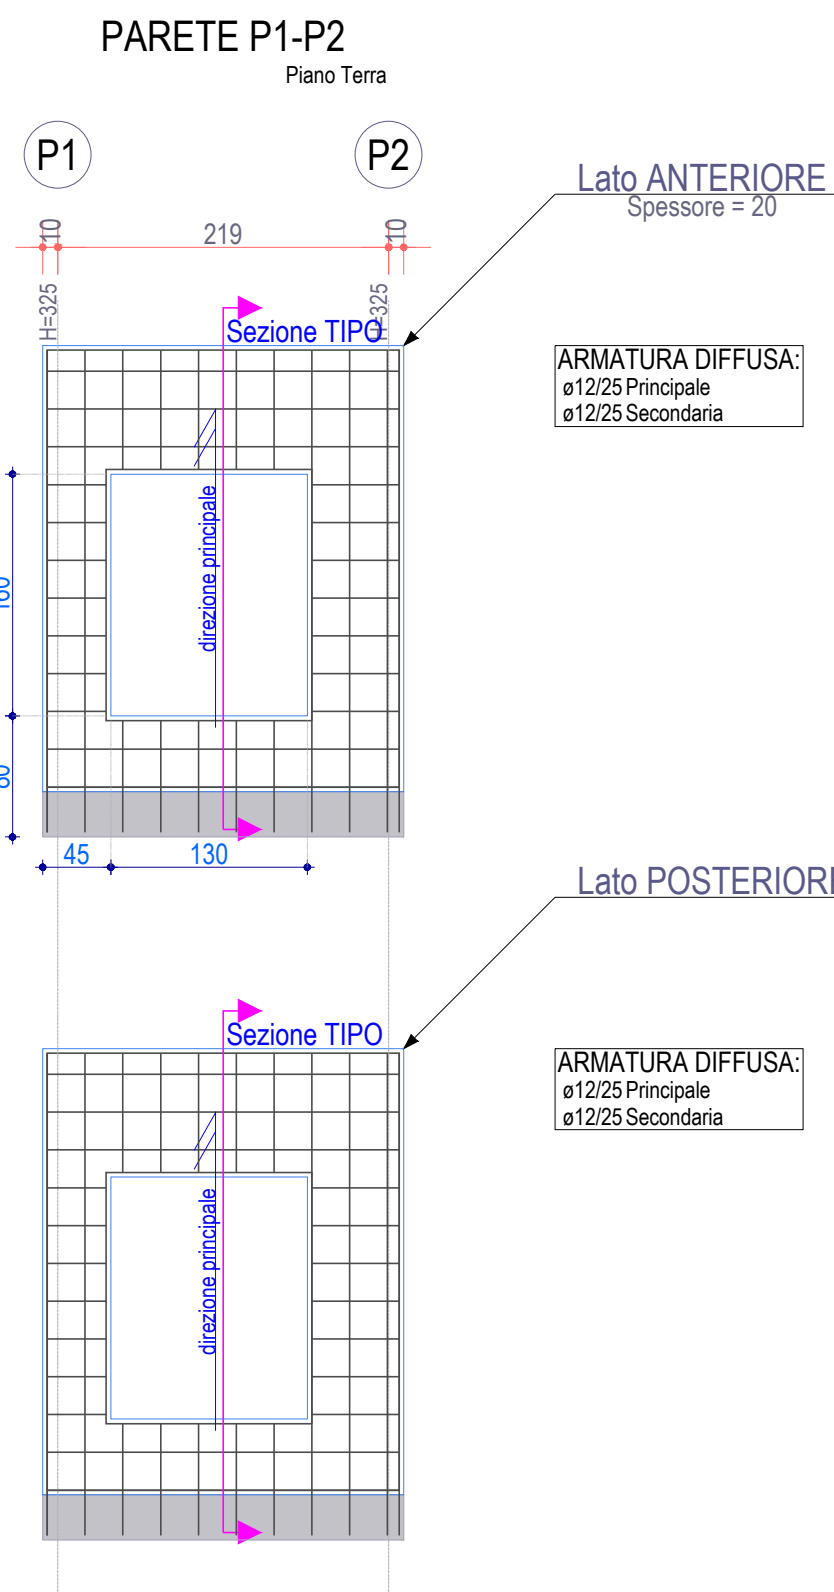 PARETE P1-P2
Piano Terra
P1
P2
Lato ANTERIORE
Spessore = 20
10
219
10
H=325
H=325
Sezione TIPO
ARMATURA DIFFUSA:
ø12/25 Principale
ø12/25 Secondaria
direzione principale
45
130
Lato POSTERIORE
Sezione TIPO
ARMATURA DIFFUSA:
ø12/25 Principale
ø12/25 Secondaria
direzione principale